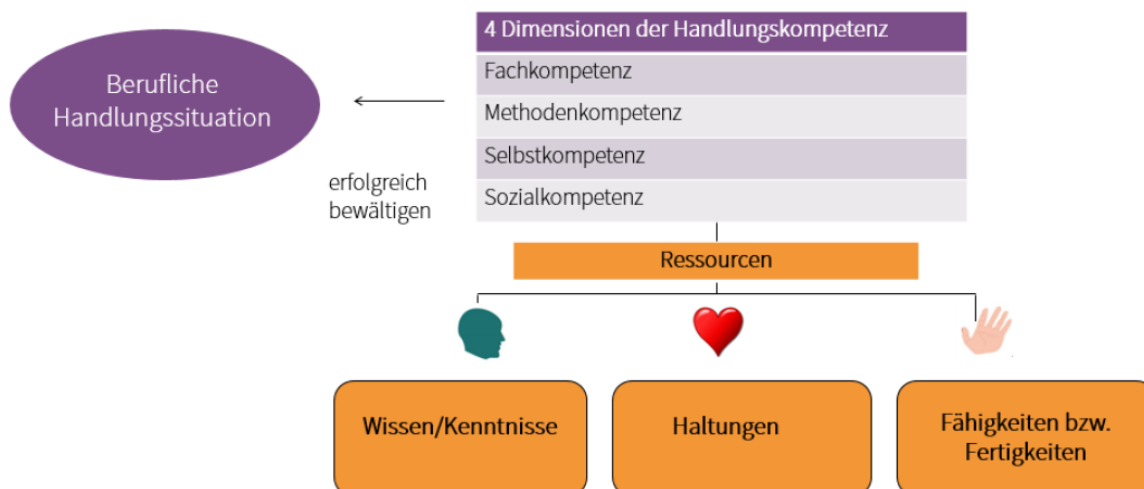 Berufliche
Handlungssituation
erfolgreich
bewältigen
4 Dimensionen der Handlungskompetenz
Fachkompetenz
Methodenkompetenz
Selbstkompetenz
Sozialkompetenz
Ressourcen
Wissen/Kenntnisse
Haltungen
Fähigkeiten bzw.
Fertigkeiten